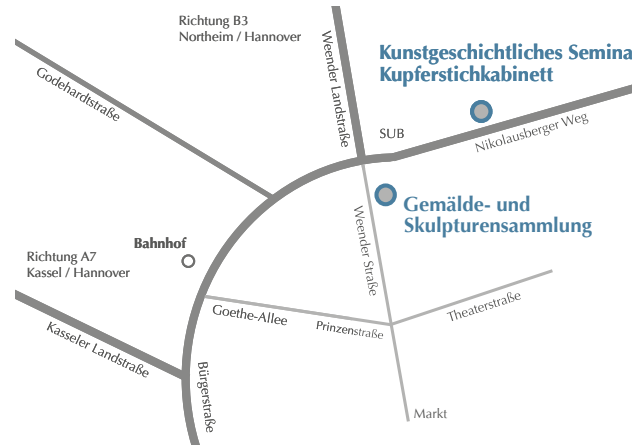 Richtung B3
Northeim / Hannover
Weender Landstraße
Kunstgeschichtliches Semina
Kupferstichkabinett
Godehardtstraße
SUB
Nikolausberger Weg
Gemälde- und
Skulpturensammlung
Weender Straße
Bahnhof
Richtung A7
Kassel / Hannover
Goethe-Allee
Prinzenstraße
Theaterstraße
Kasseler Landstraße
Bürgerstraße
Markt